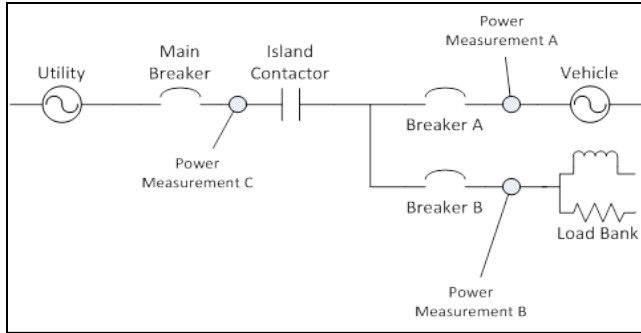 Power
Measurement A
Main
Breaker
Island
Contactor
Utility
Vehicle
Breaker A
Power
Measurement C
Breaker B
Load Bank
Power
Measurement B